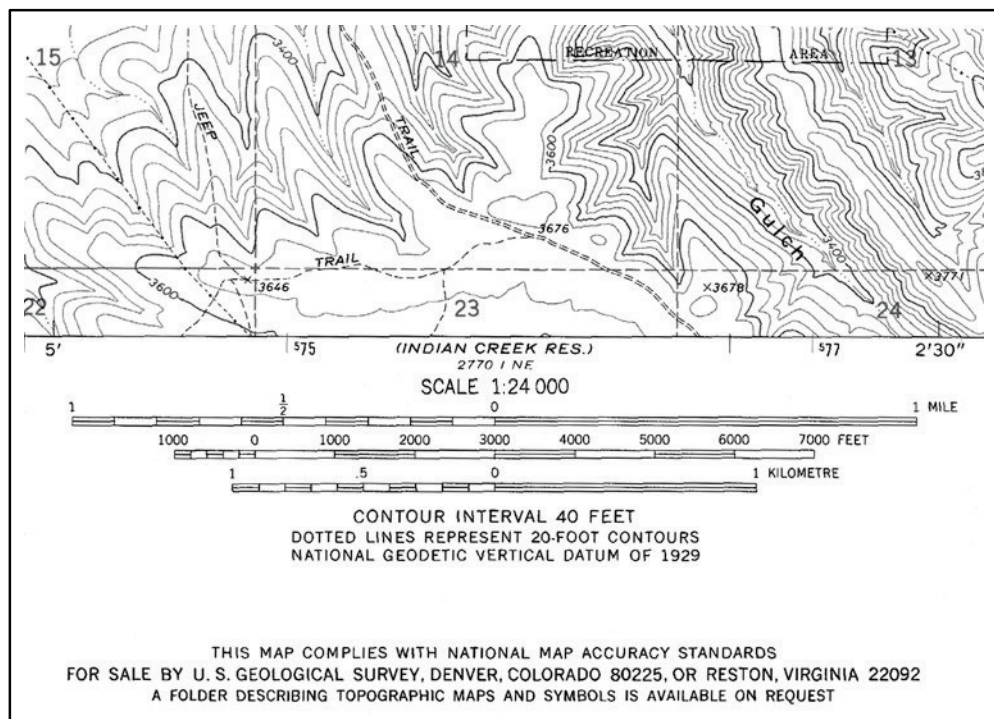 15
3400
14
RECREATION AREA
13
JEEP
TRAIL
3600
Gulch
3400
3676
TRAIL
3600
3646
3678
3771
22
23
24
5'
575
(INDIAN CREEK RES.)
577
2'30"
2770 I NE
SCALE 1:24 000
1 1/2 0 1 MILE
1000 0 1000 2000 3000 4000 5000 6000 7000 FEET
1 .5 0 1 KILOMETRE
CONTOUR INTERVAL 40 FEET
DOTTED LINES REPRESENT 20-FOOT CONTOURS
NATIONAL GEODETIC VERTICAL DATUM OF 1929
THIS MAP COMPLIES WITH NATIONAL MAP ACCURACY STANDARDS
FOR SALE BY U. S. GEOLOGICAL SURVEY, DENVER, COLORADO 80225, OR RESTON, VIRGINIA 22092
A FOLDER DESCRIBING TOPOGRAPHIC MAPS AND SYMBOLS IS AVAILABLE ON REQUEST